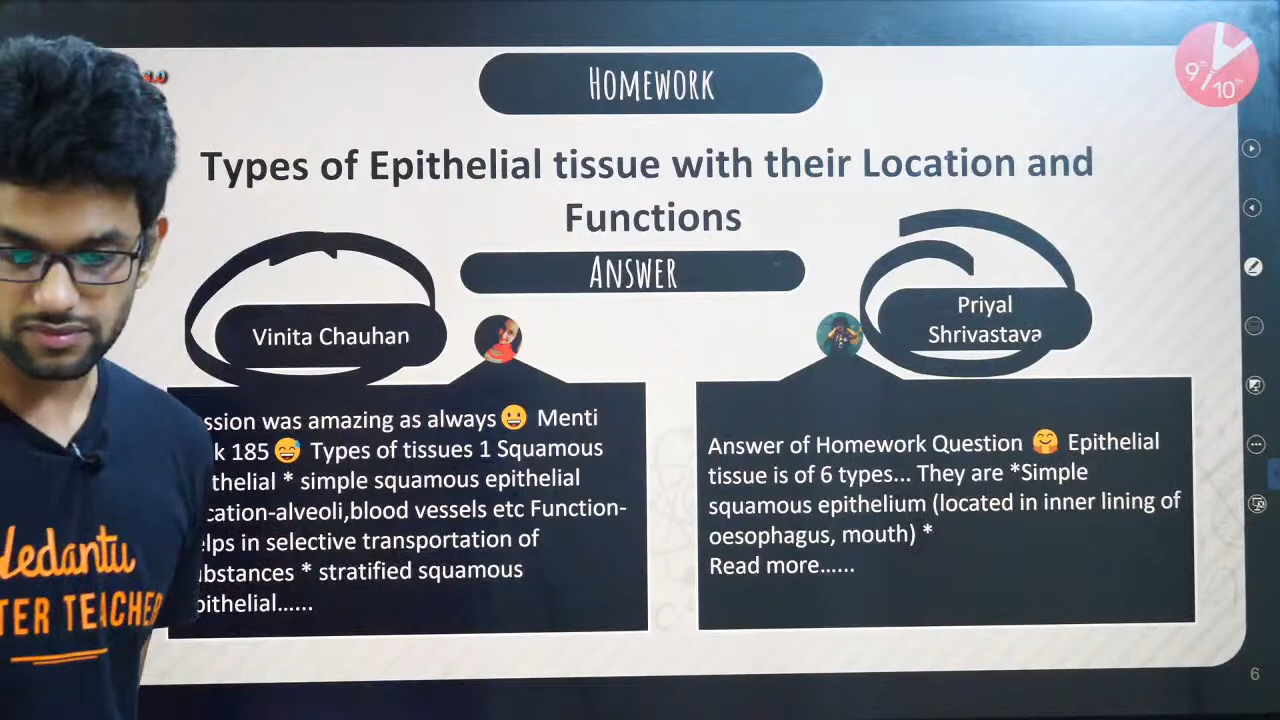 HOMEWORK
9th
10th
Types of Epithelial tissue with their Location and
Functions
ANSWER
Vinita Chauhan
Priyal
Shrivastava
ssion was amazing as always 😀 Menti
k 185 😅 Types of tissues 1 Squamous
thelial * simple squamous epithelial
cation-alveoli,blood vessels etc Function-
elps in selective transportation of
ubstances * stratified squamous
pithelial......
Answer of Homework Question 🤗 Epithelial
tissue is of 6 types... They are *Simple
squamous epithelium (located in inner lining of
oesophagus, mouth) *
Read more......
Vedantu
TER TEACHER
6